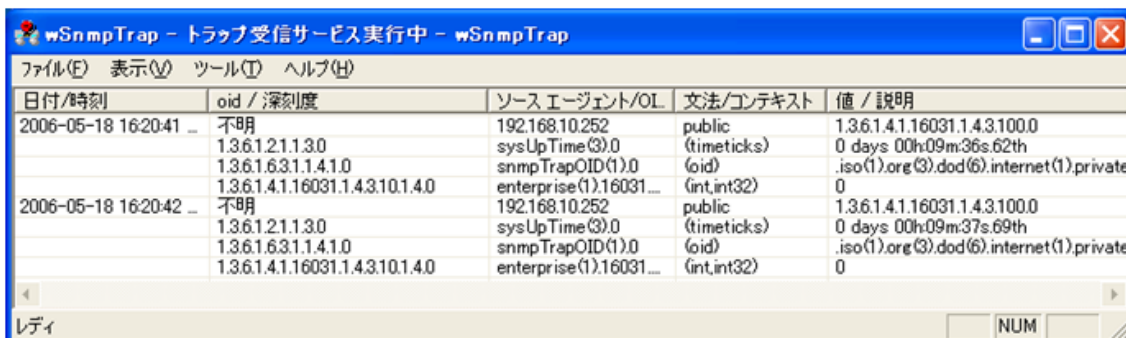 wSnmpTrap - トラップ受信サービス実行中 - wSnmpTrap
ファイル(F) 表示(V) ツール(T) ヘルプ(H)
日付/時刻 oid / 深刻度 ソース エージェント/OI... 文法/コンテキスト 値 / 説明
2006-05-18 16:20:41 ... 不明 192.168.10.252 public 1.3.6.1.4.1.16031.1.4.3.100.0
1.3.6.1.2.1.1.3.0 sysUpTime(3).0 (timeticks) 0 days 00h:09m:36s.62th
1.3.6.1.6.3.1.1.4.1.0 snmpTrapOID(1).0 (oid) .iso(1).org(3).dod(6).internet(1).private
1.3.6.1.4.1.16031.1.4.3.10.1.4.0 enterprise(1).16031.... (int,int32) 0
2006-05-18 16:20:42 ... 不明 192.168.10.252 public 1.3.6.1.4.1.16031.1.4.3.100.0
1.3.6.1.2.1.1.3.0 sysUpTime(3).0 (timeticks) 0 days 00h:09m:37s.69th
1.3.6.1.6.3.1.1.4.1.0 snmpTrapOID(1).0 (oid) .iso(1).org(3).dod(6).internet(1).private
1.3.6.1.4.1.16031.1.4.3.10.1.4.0 enterprise(1).16031.... (int,int32) 0
レディ NUM